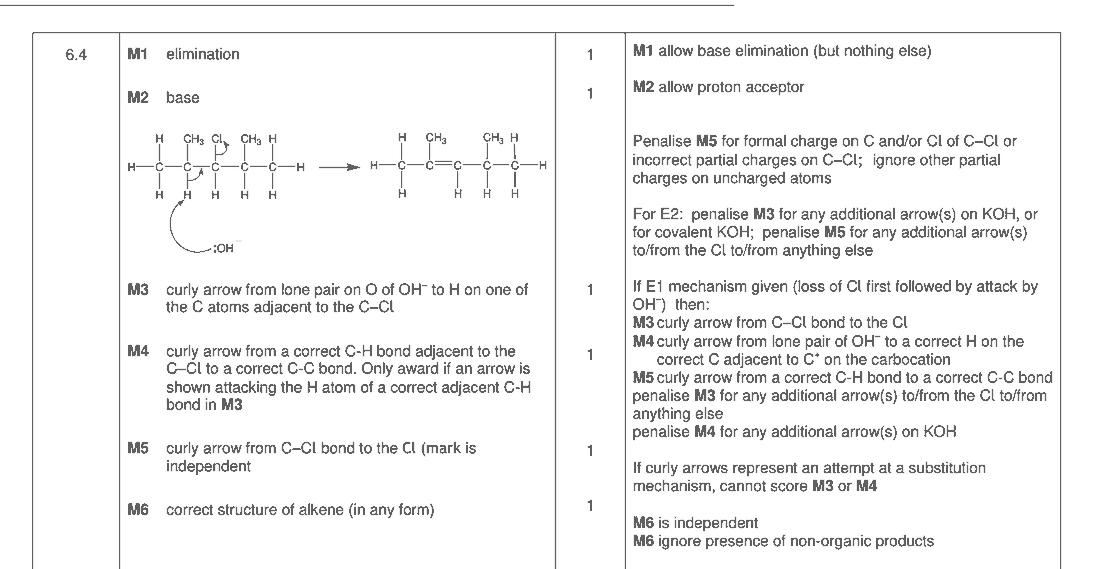 6.4
M1 elimination
1
M1 allow base elimination (but nothing else)
M2 base
1
M2 allow proton acceptor
H CH3 Cl CH3 H
H C C C C C H
H H H H H
:OH−
H CH3 CH3 H
H C C C C C H
H H H H
Penalise M5 for formal charge on C and/or Cl of C–Cl or
incorrect partial charges on C–Cl; ignore other partial
charges on uncharged atoms
For E2: penalise M3 for any additional arrow(s) on KOH, or
for covalent KOH; penalise M5 for any additional arrow(s)
to/from the Cl to/from anything else
M3 curly arrow from lone pair on O of OH− to H on one of
the C atoms adjacent to the C–Cl
1
If E1 mechanism given (loss of Cl first followed by attack by
OH−) then:
M3 curly arrow from C–Cl bond to the Cl
M4 curly arrow from a correct C-H bond adjacent to the
C–Cl to a correct C-C bond. Only award if an arrow is
shown attacking the H atom of a correct adjacent C-H
bond in M3
1
M4 curly arrow from lone pair of OH− to a correct H on the
correct C adjacent to C+ on the carbocation
M5 curly arrow from a correct C-H bond to a correct C-C bond
penalise M3 for any additional arrow(s) to/from the Cl to/from
anything else
penalise M4 for any additional arrow(s) on KOH
M5 curly arrow from C–Cl bond to the Cl (mark is
independent
1
If curly arrows represent an attempt at a substitution
mechanism, cannot score M3 or M4
M6 correct structure of alkene (in any form)
1
M6 is independent
M6 ignore presence of non-organic products